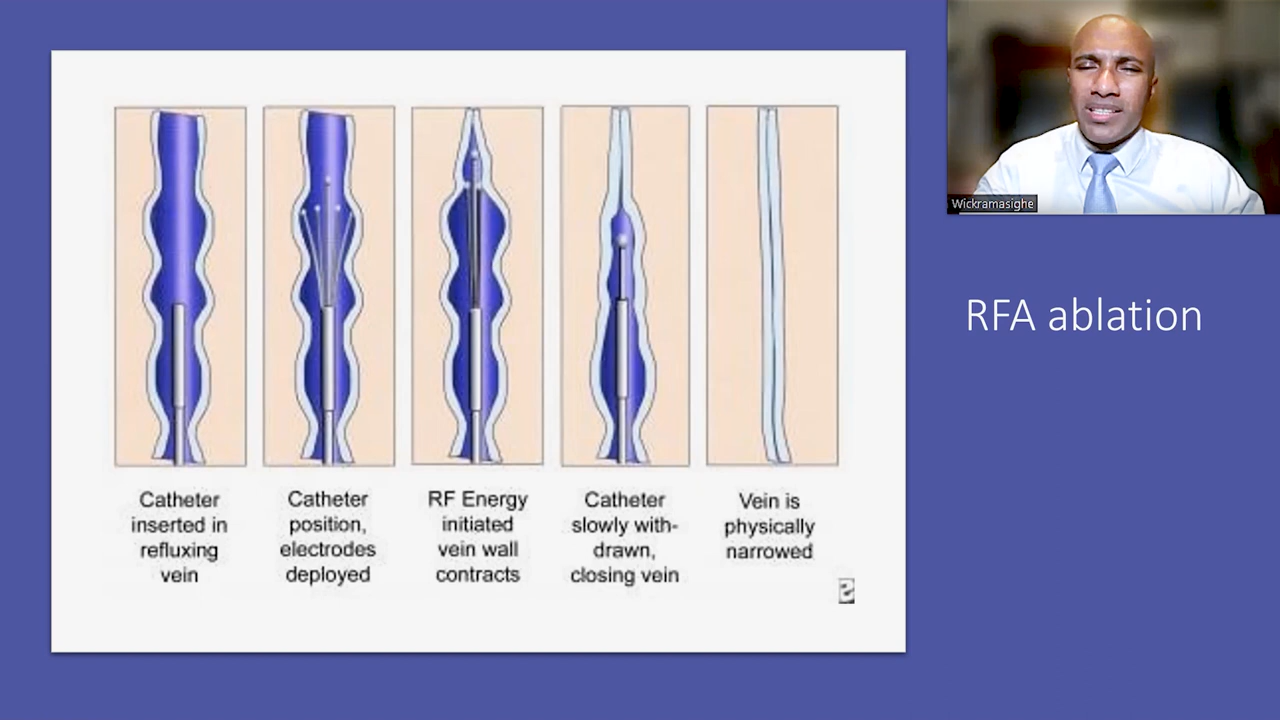 Wickramasighe
RFA ablation
Catheter
inserted in
refluxing
vein
Catheter
position,
electrodes
deployed
RF Energy
initiated
vein wall
contracts
Catheter
slowly with-
drawn,
closing vein
Vein is
physically
narrowed